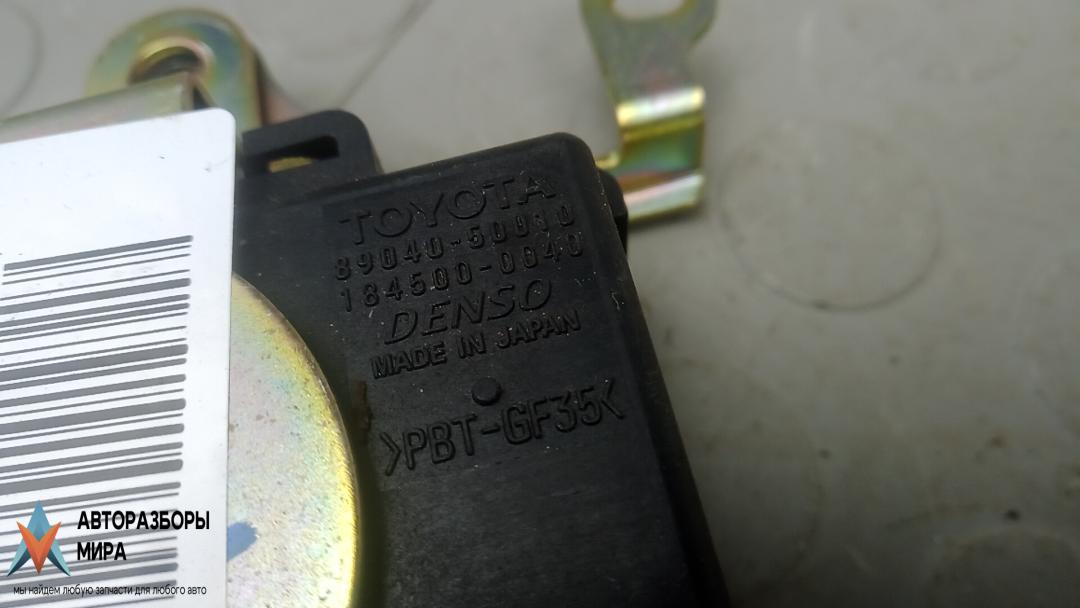 TOYOTA
89040-50010
184500-0040
DENSO
MADE IN JAPAN
>PBT-GF35<
АВТОРАЗБОРЫ
МИРА
мы найдем любую запчасти для любого авто